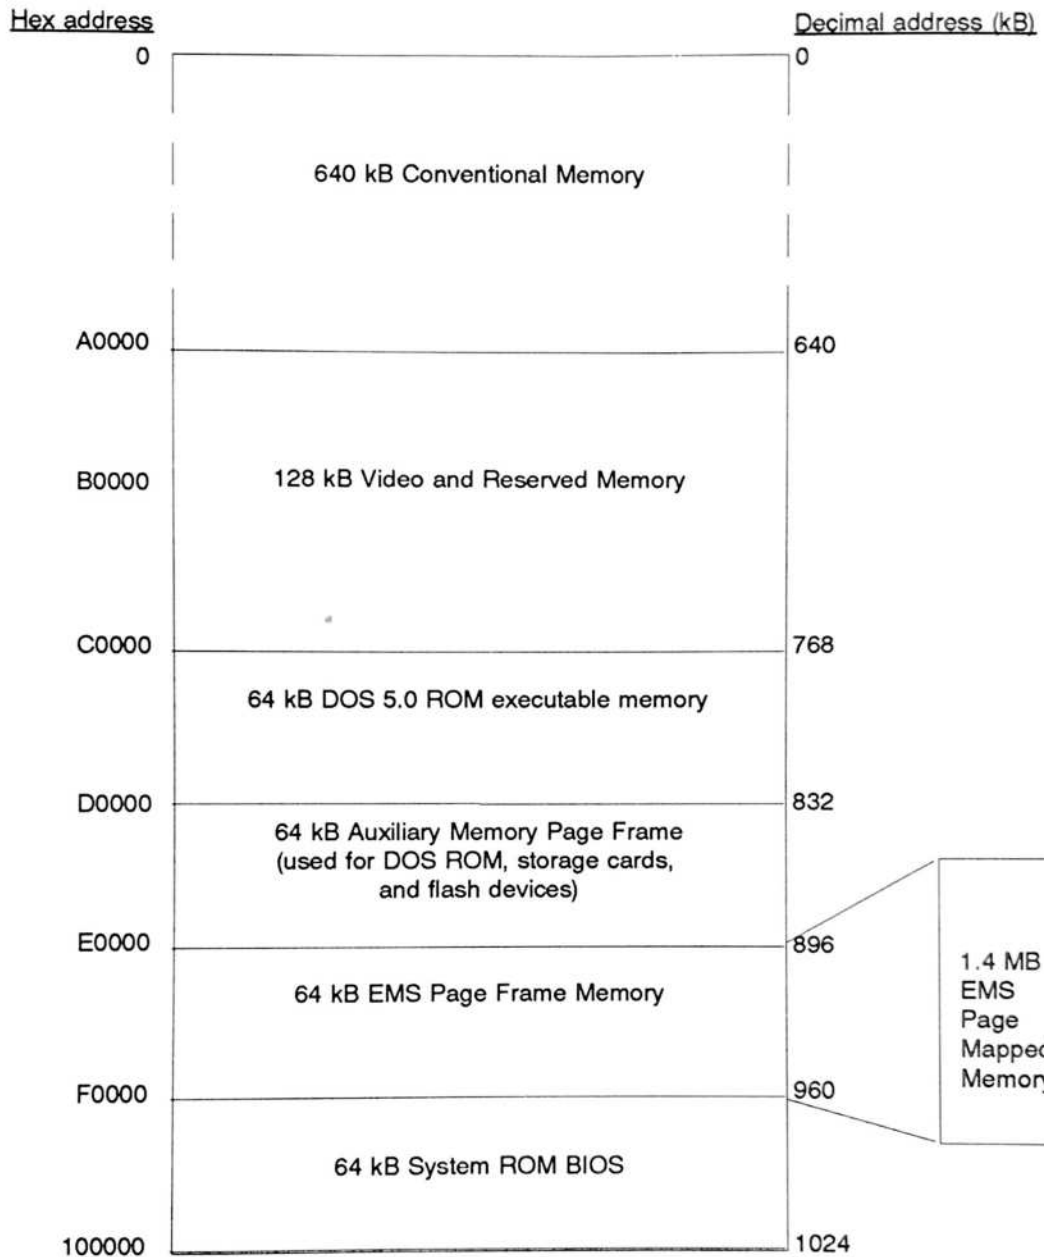 Hex address
Decimal address (kB)
0
0
640 kB Conventional Memory
A0000
640
B0000
128 kB Video and Reserved Memory
C0000
768
64 kB DOS 5.0 ROM executable memory
D0000
832
64 kB Auxiliary Memory Page Frame
(used for DOS ROM, storage cards,
and flash devices)
E0000
896
64 kB EMS Page Frame Memory
1.4 MB
EMS
Page
Mapped
Memory
F0000
960
64 kB System ROM BIOS
100000
1024